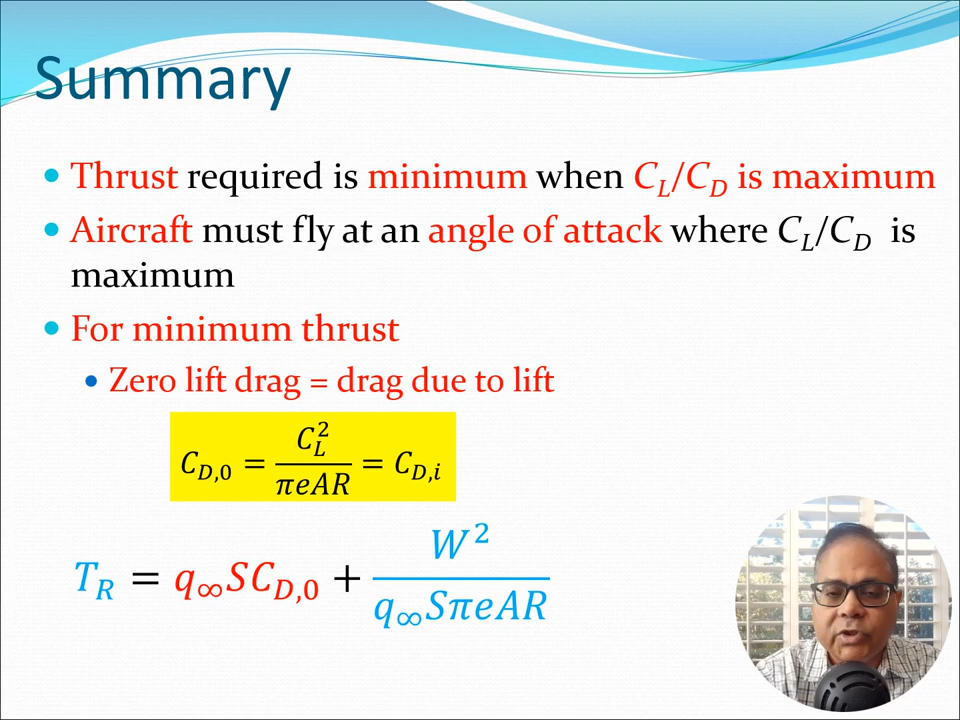 Summary
Thrust required is minimum when C_L/C_D is maximum
Aircraft must fly at an angle of attack where C_L/C_D is
maximum
For minimum thrust
Zero lift drag = drag due to lift
C_{D,0} = \frac{C_L^2}{πeAR} = C_{D,i}
T_R = q_∞SC_{D,0} + \frac{W^2}{q_∞SπeAR}